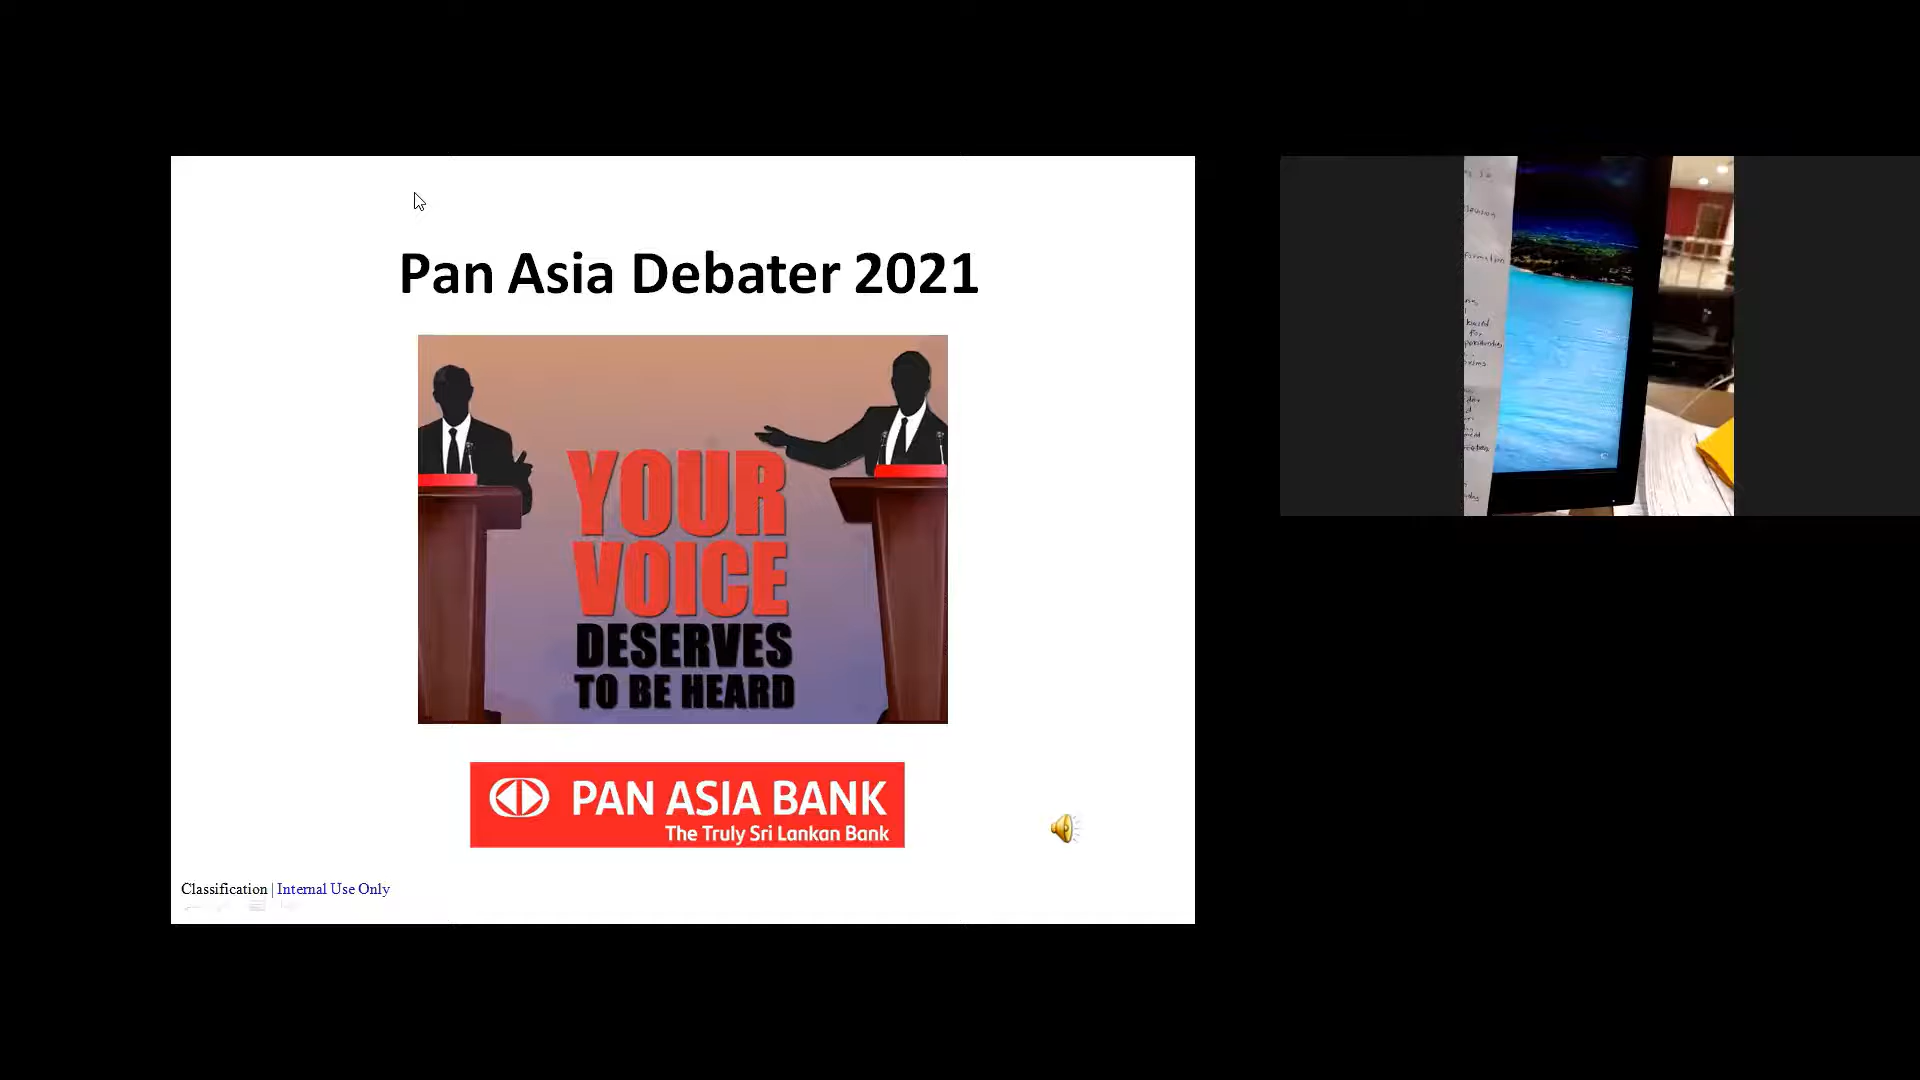 Pan Asia Debater 2021
YOUR
VOICE
DESERVES
TO BE HEARD
PAN ASIA BANK
The Truly Sri Lankan Bank
Classification | Internal Use Only